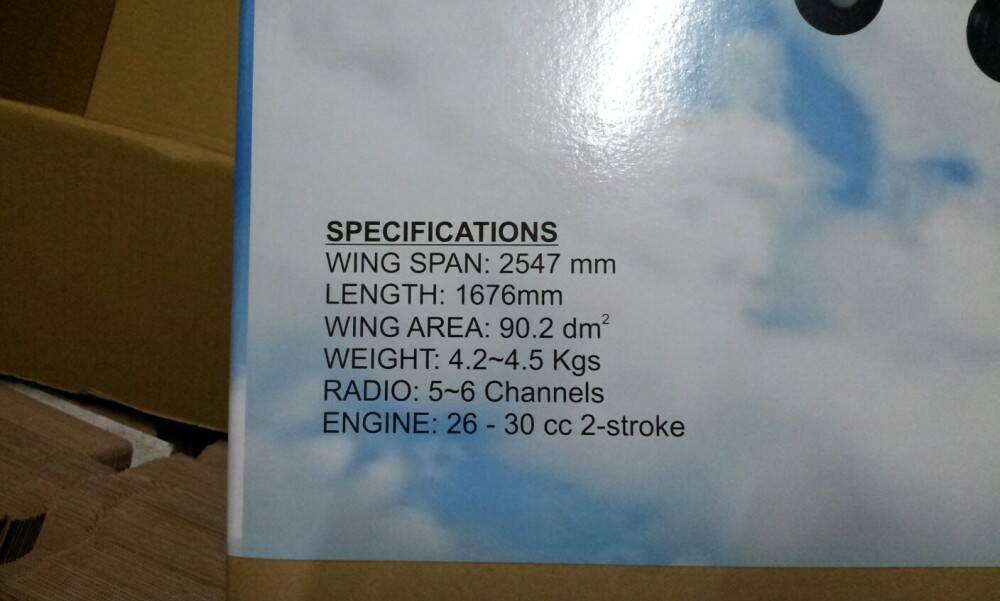 SPECIFICATIONS
WING SPAN: 2547 mm
LENGTH: 1676mm
WING AREA: 90.2 dm²
WEIGHT: 4.2~4.5 Kgs
RADIO: 5~6 Channels
ENGINE: 26 - 30 cc 2-stroke